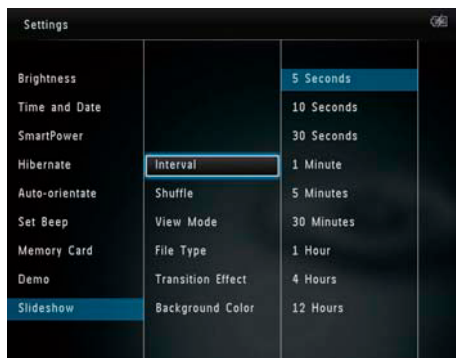 Settings
Brightness
Time and Date
SmartPower
Hibernate
Auto-orientate
Set Beep
Memory Card
Demo
Slideshow
Interval
Shuffle
View Mode
File Type
Transition Effect
Background Color
5 Seconds
10 Seconds
30 Seconds
1 Minute
5 Minutes
30 Minutes
1 Hour
4 Hours
12 Hours